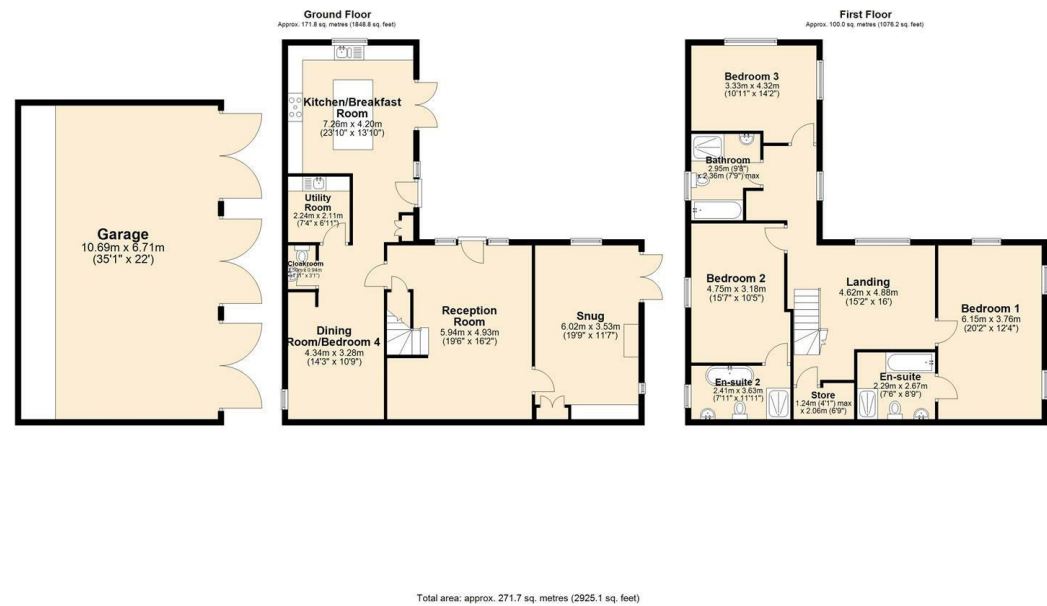 Ground Floor
Approx. 171.8 sq. metres (1848.8 sq. feet)
Kitchen/Breakfast
Room
7.26m x 4.20m
(23'10" x 13'10")
Utility
Room
2.24m x 2.11m
(7'4" x 6'11")
Garage
10.69m x 6.71m
(35'1" x 22')
Cloakroom
x 0.94m
x 3'1")
Reception
Room
5.94m x 4.93m
(19'6" x 16'2")
Snug
6.02m x 3.53m
(19'9" x 11'7")
Dining
Room/Bedroom 4
4.34m x 3.28m
(14'3" x 10'9")
First Floor
Approx. 100.0 sq. metres (1076.2 sq. feet)
Bedroom 3
3.33m x 4.32m
(10'11" x 14'2")
Bathroom
2.95m (9'8")
x 2.36m (7'9") max
Bedroom 2
4.75m x 3.18m
(15'7" x 10'5")
Landing
4.62m x 4.88m
(15'2" x 16')
Bedroom 1
6.15m x 3.76m
(20'2" x 12'4")
En-suite 2
2.41m x 3.63m
(7'11" x 11'11")
Store
1.24m (4'1") max
x 2.06m (6'9")
En-suite
2.29m x 2.67m
(7'6" x 8'9")
Total area: approx. 271.7 sq. metres (2925.1 sq. feet)